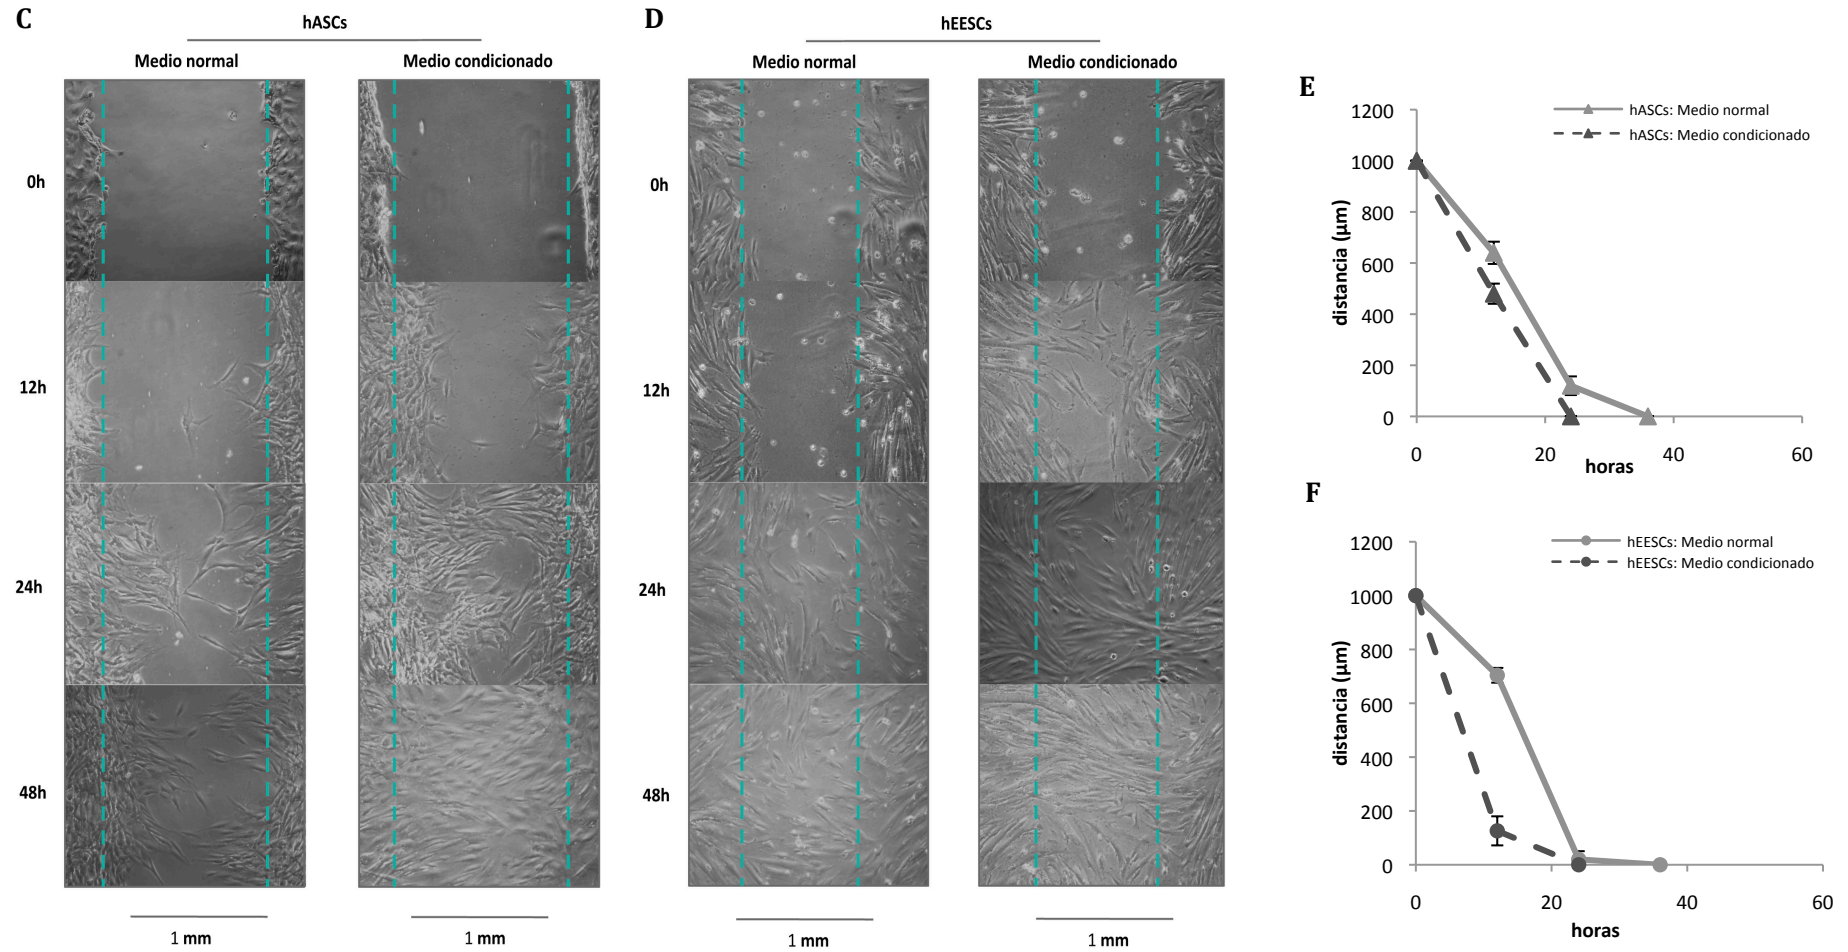 C
hASCs
Medio normal
Medio condicionado
0h
12h
24h
48h
1 mm
1 mm
D
hEESCs
Medio normal
Medio condicionado
0h
12h
24h
48h
1 mm
1 mm
E
1200
1000
800
600
400
200
0
distancia (µm)
0 20 40 60
horas
hASCs: Medio normal
hASCs: Medio condicionado
F
1200
1000
800
600
400
200
0
distancia (µm)
0 20 40 60
horas
hEESCs: Medio normal
hEESCs: Medio condicionado